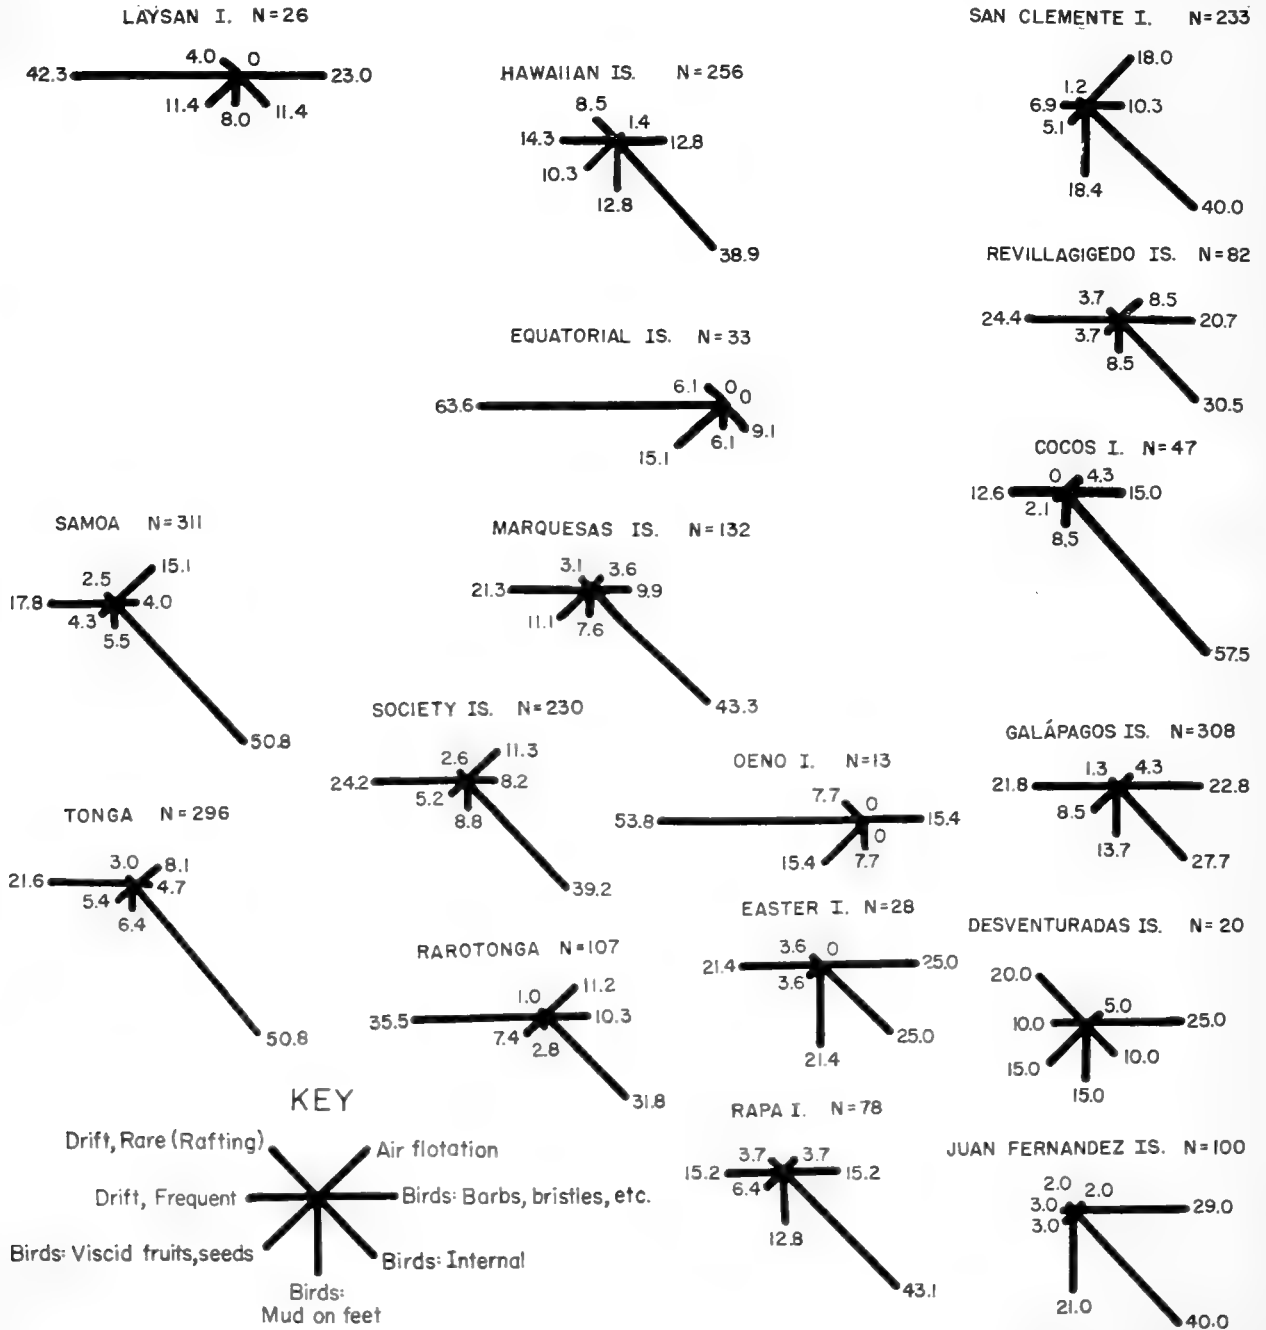 LAYSAN I. N=26
4.0 0
42.3 23.0
11.4 8.0 11.4
HAWAIIAN IS. N=256
8.5 1.4
14.3 12.8
10.3 12.8
38.9
SAN CLEMENTE I. N=233
18.0
1.2
6.9 10.3
5.1
18.4
40.0
REVILLAGIGEDO IS. N=82
3.7 8.5
24.4 20.7
3.7 8.5
30.5
EQUATORIAL IS. N=33
6.1 0 0
63.6
15.1 6.1 9.1
COCOS I. N=47
0 4.3
12.6 15.0
2.1
8.5
57.5
SAMOA N=311
15.1
2.5
17.8 4.0
4.3
5.5
50.8
MARQUESAS IS. N=132
3.1 3.6
21.3 9.9
11.1 7.6
43.3
SOCIETY IS. N=230
2.6 11.3
24.2 8.2
5.2
8.8
39.2
OENO I. N=13
7.7 0
53.8 15.4
0
15.4 7.7
GALÁPAGOS IS. N=308
1.3 4.3
21.8 22.8
8.5
13.7
27.7
TONGA N=296
3.0 8.1
21.6 4.7
5.4
6.4
50.8
RAROTONGA N=107
1.0 11.2
35.5 10.3
7.4 2.8
31.8
EASTER I. N=28
3.6 0
21.4 25.0
3.6
21.4
25.0
DESVENTURADAS IS. N=20
20.0
5.0
10.0 25.0
15.0 10.0
15.0
RAPA I. N=78
3.7 3.7
15.2 15.2
6.4
12.8
43.1
JUAN FERNANDEZ IS. N=100
2.0 2.0
3.0 29.0
3.0
21.0
40.0
KEY
Drift, Rare (Rafting)
Air flotation
Drift, Frequent
Birds: Barbs, bristles, etc.
Birds: Viscid fruits, seeds
Birds: Internal
Birds:
Mud on feet